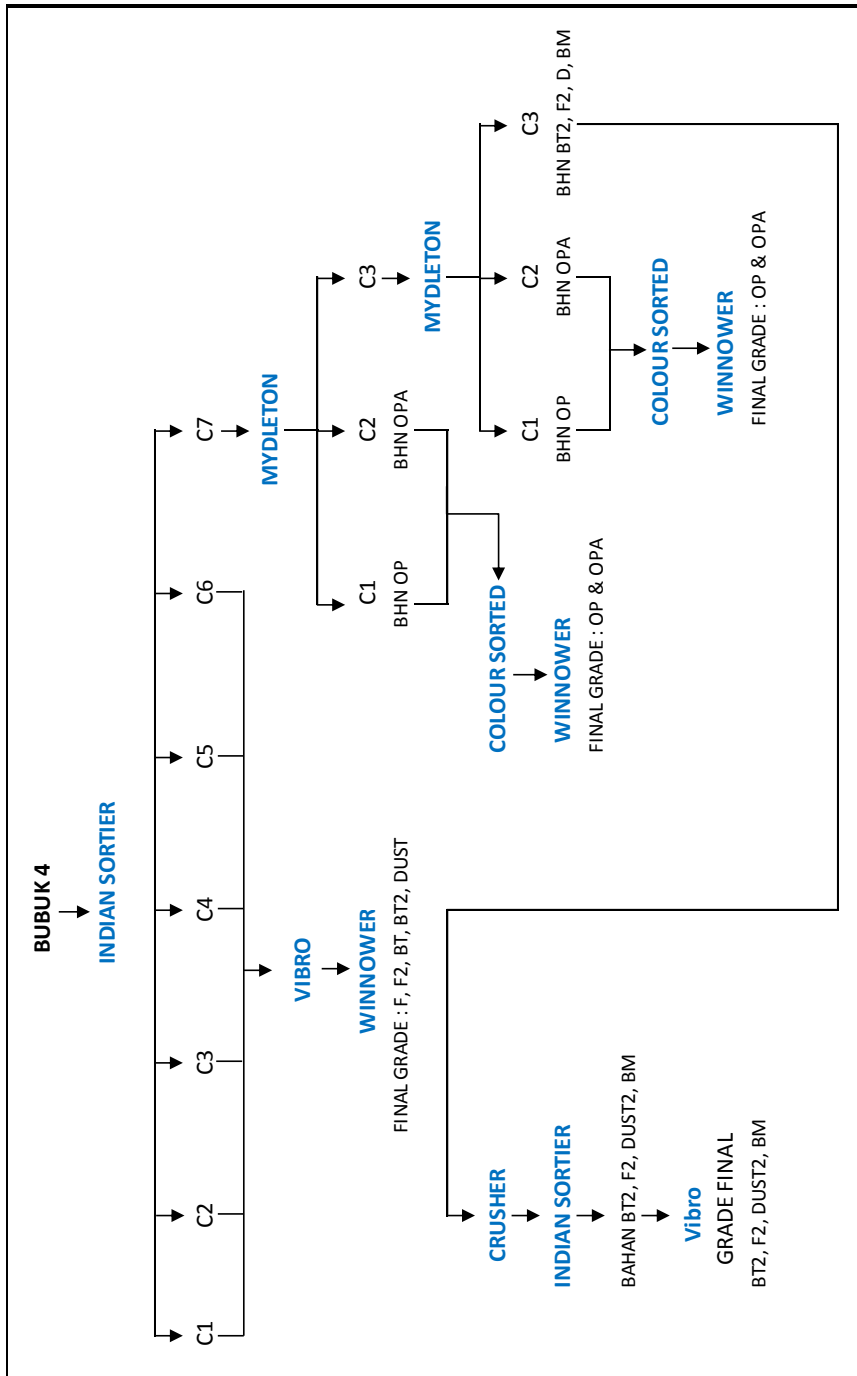 BUBUK 4
INDIAN SORTIER
C1
C2
C3
C4
C5
C6
C7
VIBRO
WINNOWER
FINAL GRADE : F, F2, BT, BT2, DUST
MYDLETON
C1
BHN OP
C2
BHN OPA
C3
COLOUR SORTED
WINNOWER
FINAL GRADE : OP & OPA
MYDLETON
C1
BHN OP
C2
BHN OPA
C3
BHN BT2, F2, D, BM
COLOUR SORTED
WINNOWER
FINAL GRADE : OP & OPA
CRUSHER
INDIAN SORTIER
BAHAN BT2, F2, DUST2, BM
Vibro
GRADE FINAL
BT2, F2, DUST2, BM